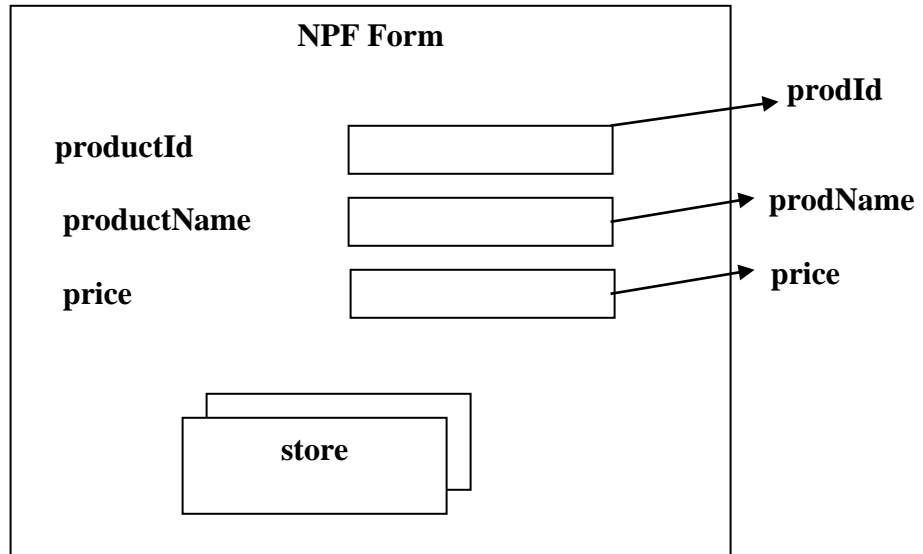 NPF Form
prodId
productId
prodName
productName
price
price
store